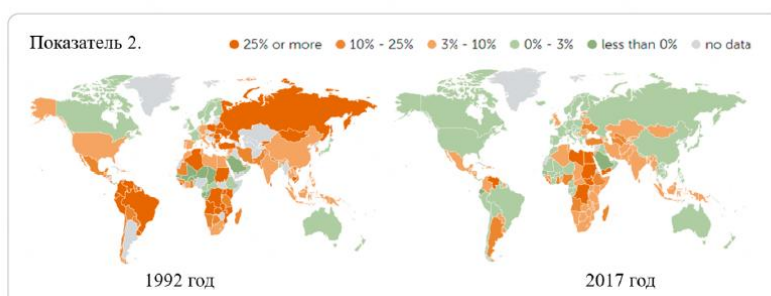 Показатель 2.
25% or more 10% - 25% 3% - 10% 0% - 3% less than 0% no data
1992 год 2017 год